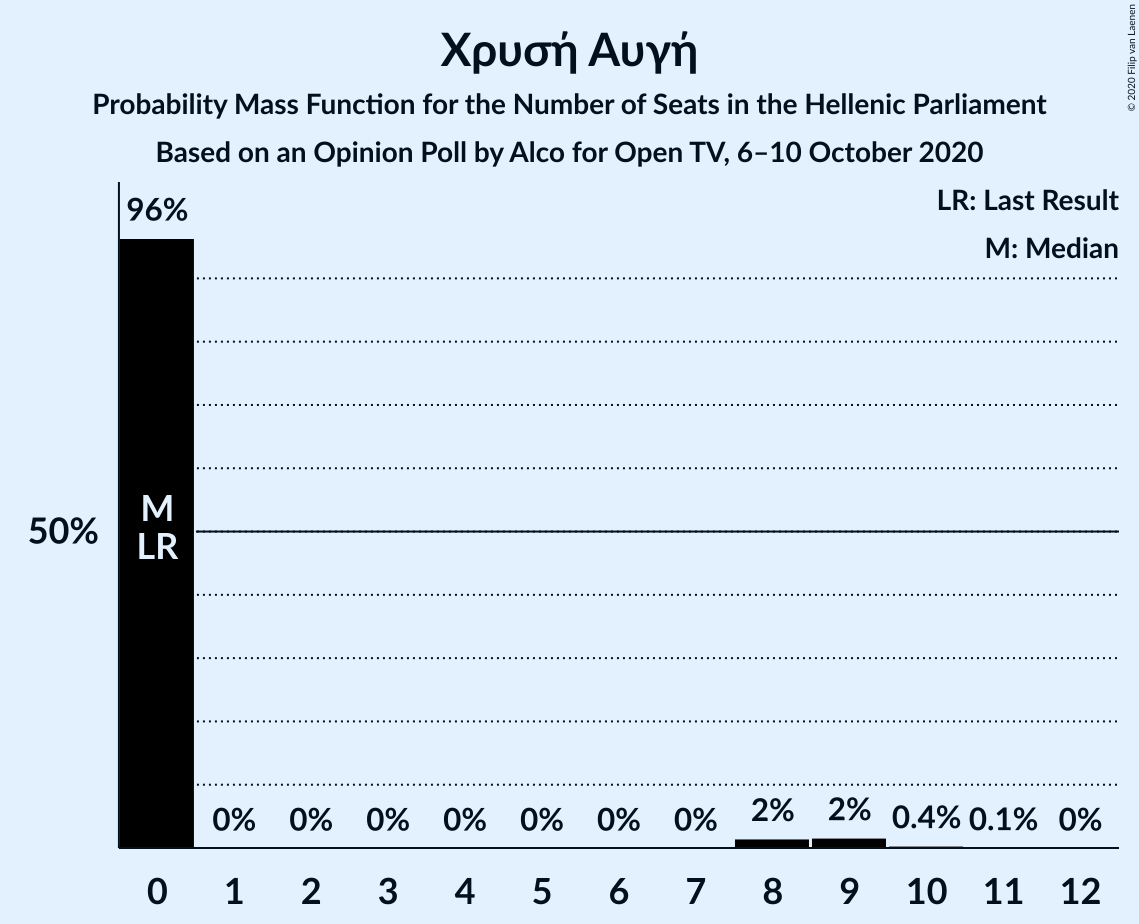 Χρυσή Αυγή
Probability Mass Function for the Number of Seats in the Hellenic Parliament
Based on an Opinion Poll by Alco for Open TV, 6–10 October 2020
© 2020 Filip van Laenen
LR: Last Result
M: Median
96%
M
LR
50%
0% 0% 0% 0% 0% 0% 0% 2% 2% 0.4% 0.1% 0%
0 1 2 3 4 5 6 7 8 9 10 11 12